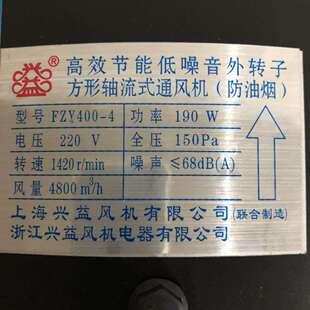 ®
高效节能低噪音外转子
方形轴流式通风机（防油烟）
型号 FZY400-4 功率 190 W
电压 220 V 全压 150Pa
转速 1420r/min 噪声 ≤68dB(A)
风量 4800m³/h
上海兴益风机有限公司(联合制造)
浙江兴益风机电器有限公司